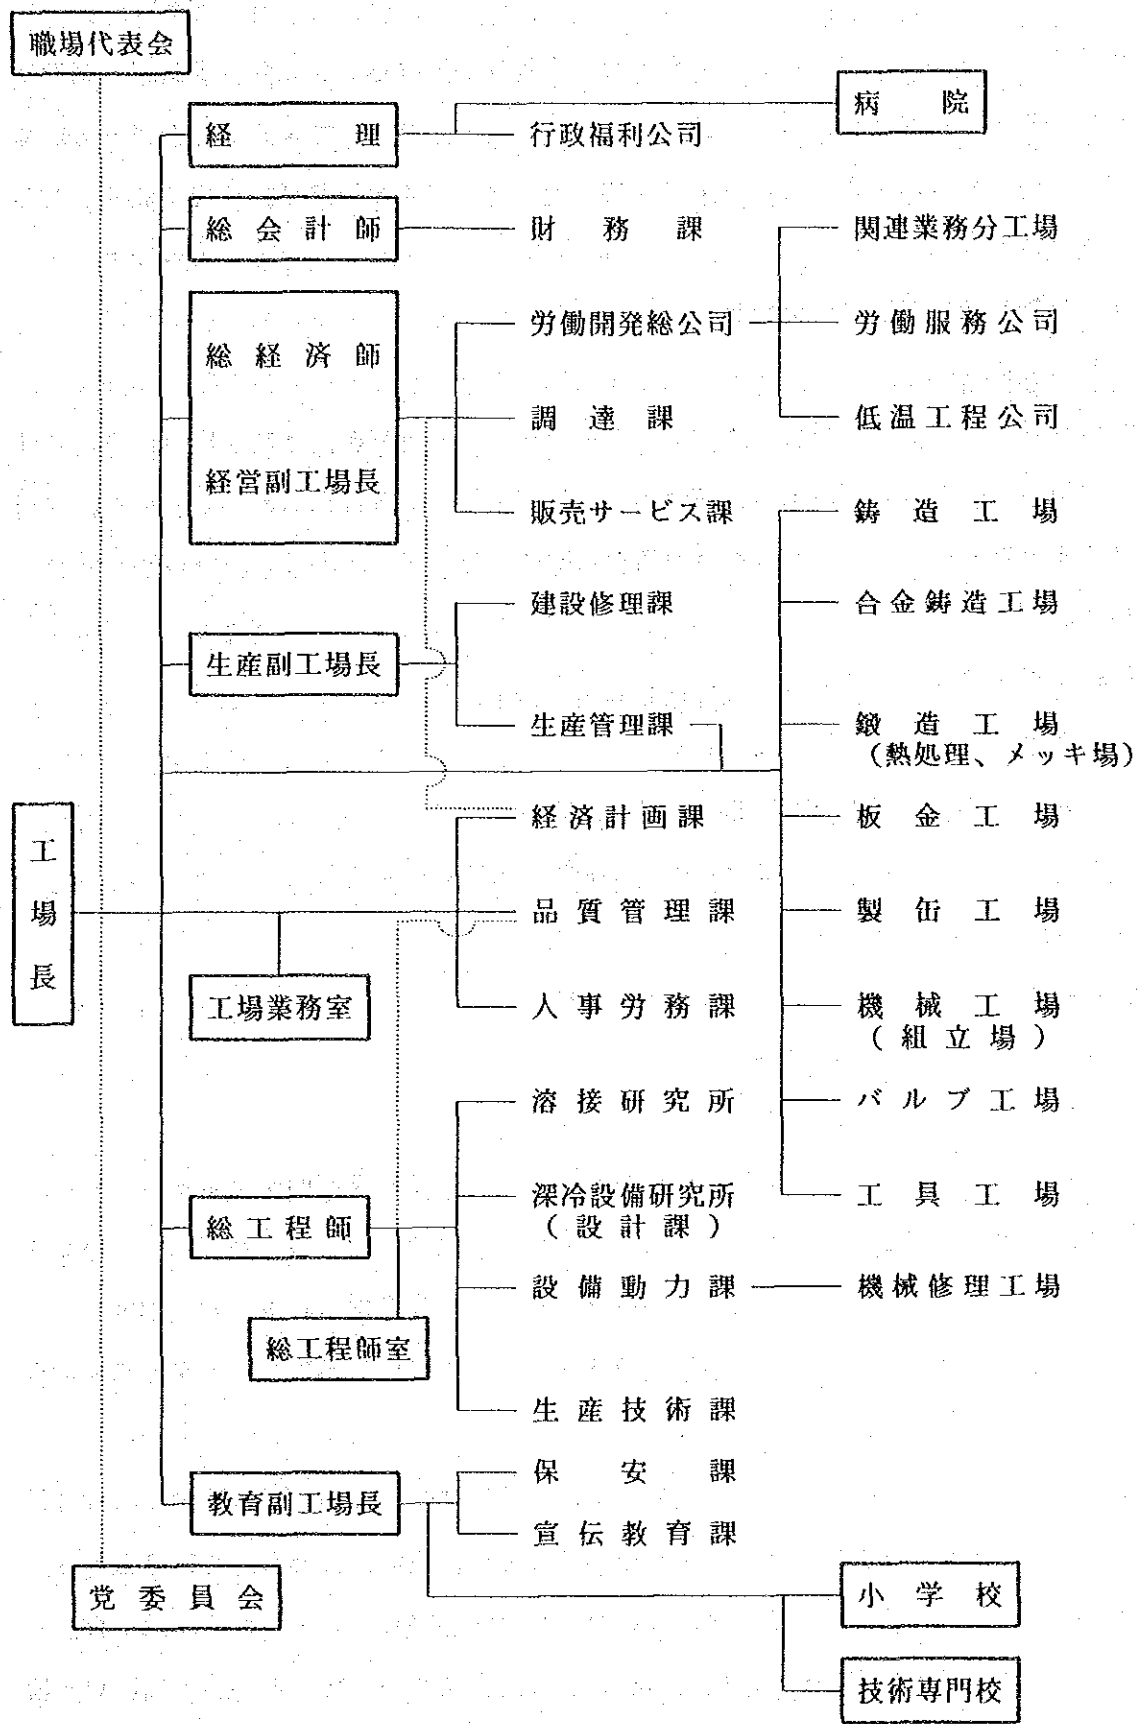 職場代表会
病院
経理
行政福利公司
総会計師
財務課
関連業務分工場
労働開発総公司
労働服務公司
総経済師
調達課
低温工程公司
経営副工場長
販売サービス課
鋳造工場
建設修理課
合金鋳造工場
生産副工場長
生産管理課
鍛造工場
(熱処理、メッキ場)
経済計画課
板金工場
工場長
品質管理課
製缶工場
工場業務室
人事労務課
機械工場
(組立場)
溶接研究所
バルブ工場
深冷設備研究所
(設計課)
工具工場
総工程師
設備動力課
機械修理工場
総工程師室
生産技術課
保安課
教育副工場長
宣伝教育課
党委員会
小学校
技術専門校